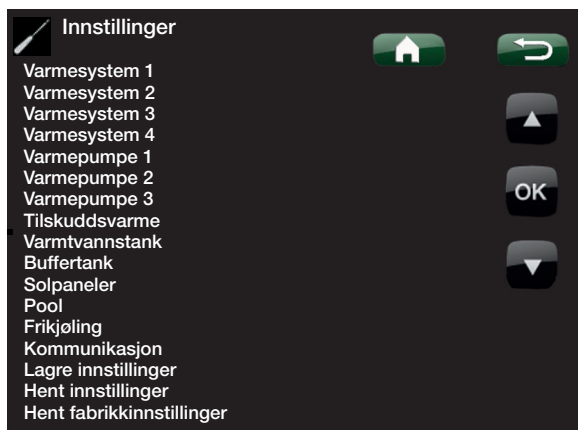 Innstillinger
Varmesystem 1
Varmesystem 2
Varmesystem 3
Varmesystem 4
Varmepumpe 1
Varmepumpe 2
Varmepumpe 3
Tilskuddsvarme
Varmtvannstank
Buffertank
Solpaneler
Pool
Frikjøling
Kommunikasjon
Lagre innstillinger
Hent innstillinger
Hent fabrikkinnstillinger
OK